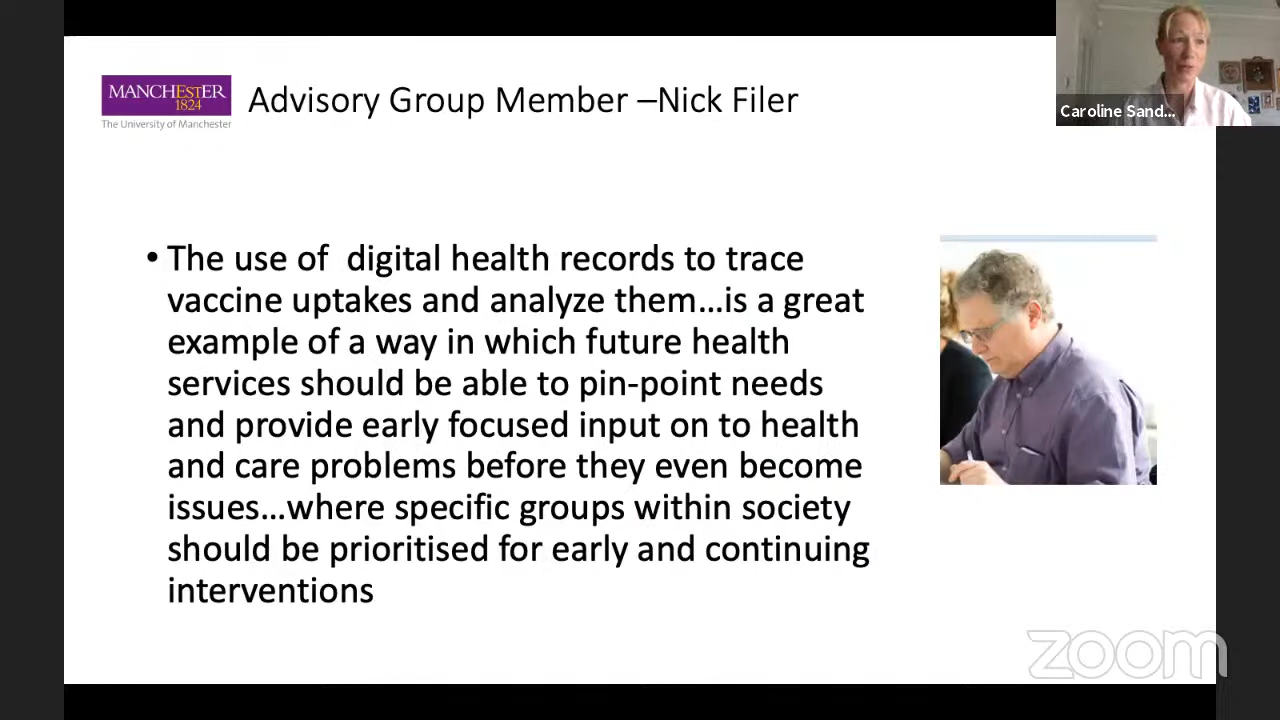 MANCHESTER
1824
The University of Manchester
Advisory Group Member –Nick Filer
Caroline Sand...
• The use of  digital health records to trace
vaccine uptakes and analyze them…is a great
example of a way in which future health
services should be able to pin-point needs
and provide early focused input on to health
and care problems before they even become
issues…where specific groups within society
should be prioritised for early and continuing
interventions
zoom